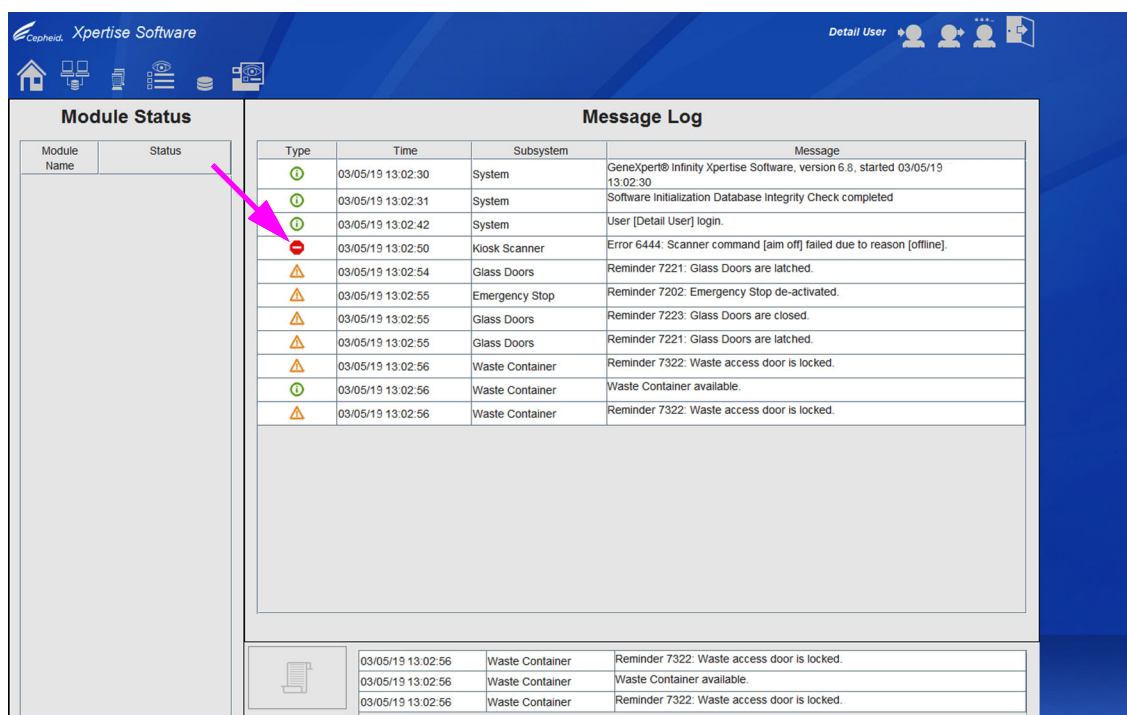 Cepheid. Xpertise Software
Detail User
Module Status
Module Name Status
Message Log
Type Time Subsystem Message
03/05/19 13:02:30 System GeneXpert® Infinity Xpertise Software, version 6.8, started 03/05/19
13:02:30
03/05/19 13:02:31 System Software Initialization Database Integrity Check completed
03/05/19 13:02:42 System User [Detail User] login.
03/05/19 13:02:50 Kiosk Scanner Error 6444: Scanner command [aim off] failed due to reason [offline].
03/05/19 13:02:54 Glass Doors Reminder 7221: Glass Doors are latched.
03/05/19 13:02:55 Emergency Stop Reminder 7202: Emergency Stop de-activated.
03/05/19 13:02:55 Glass Doors Reminder 7223: Glass Doors are closed.
03/05/19 13:02:55 Glass Doors Reminder 7221: Glass Doors are latched.
03/05/19 13:02:56 Waste Container Reminder 7322: Waste access door is locked.
03/05/19 13:02:56 Waste Container Waste Container available.
03/05/19 13:02:56 Waste Container Reminder 7322: Waste access door is locked.
03/05/19 13:02:56 Waste Container Reminder 7322: Waste access door is locked.
03/05/19 13:02:56 Waste Container Waste Container available.
03/05/19 13:02:56 Waste Container Reminder 7322: Waste access door is locked.